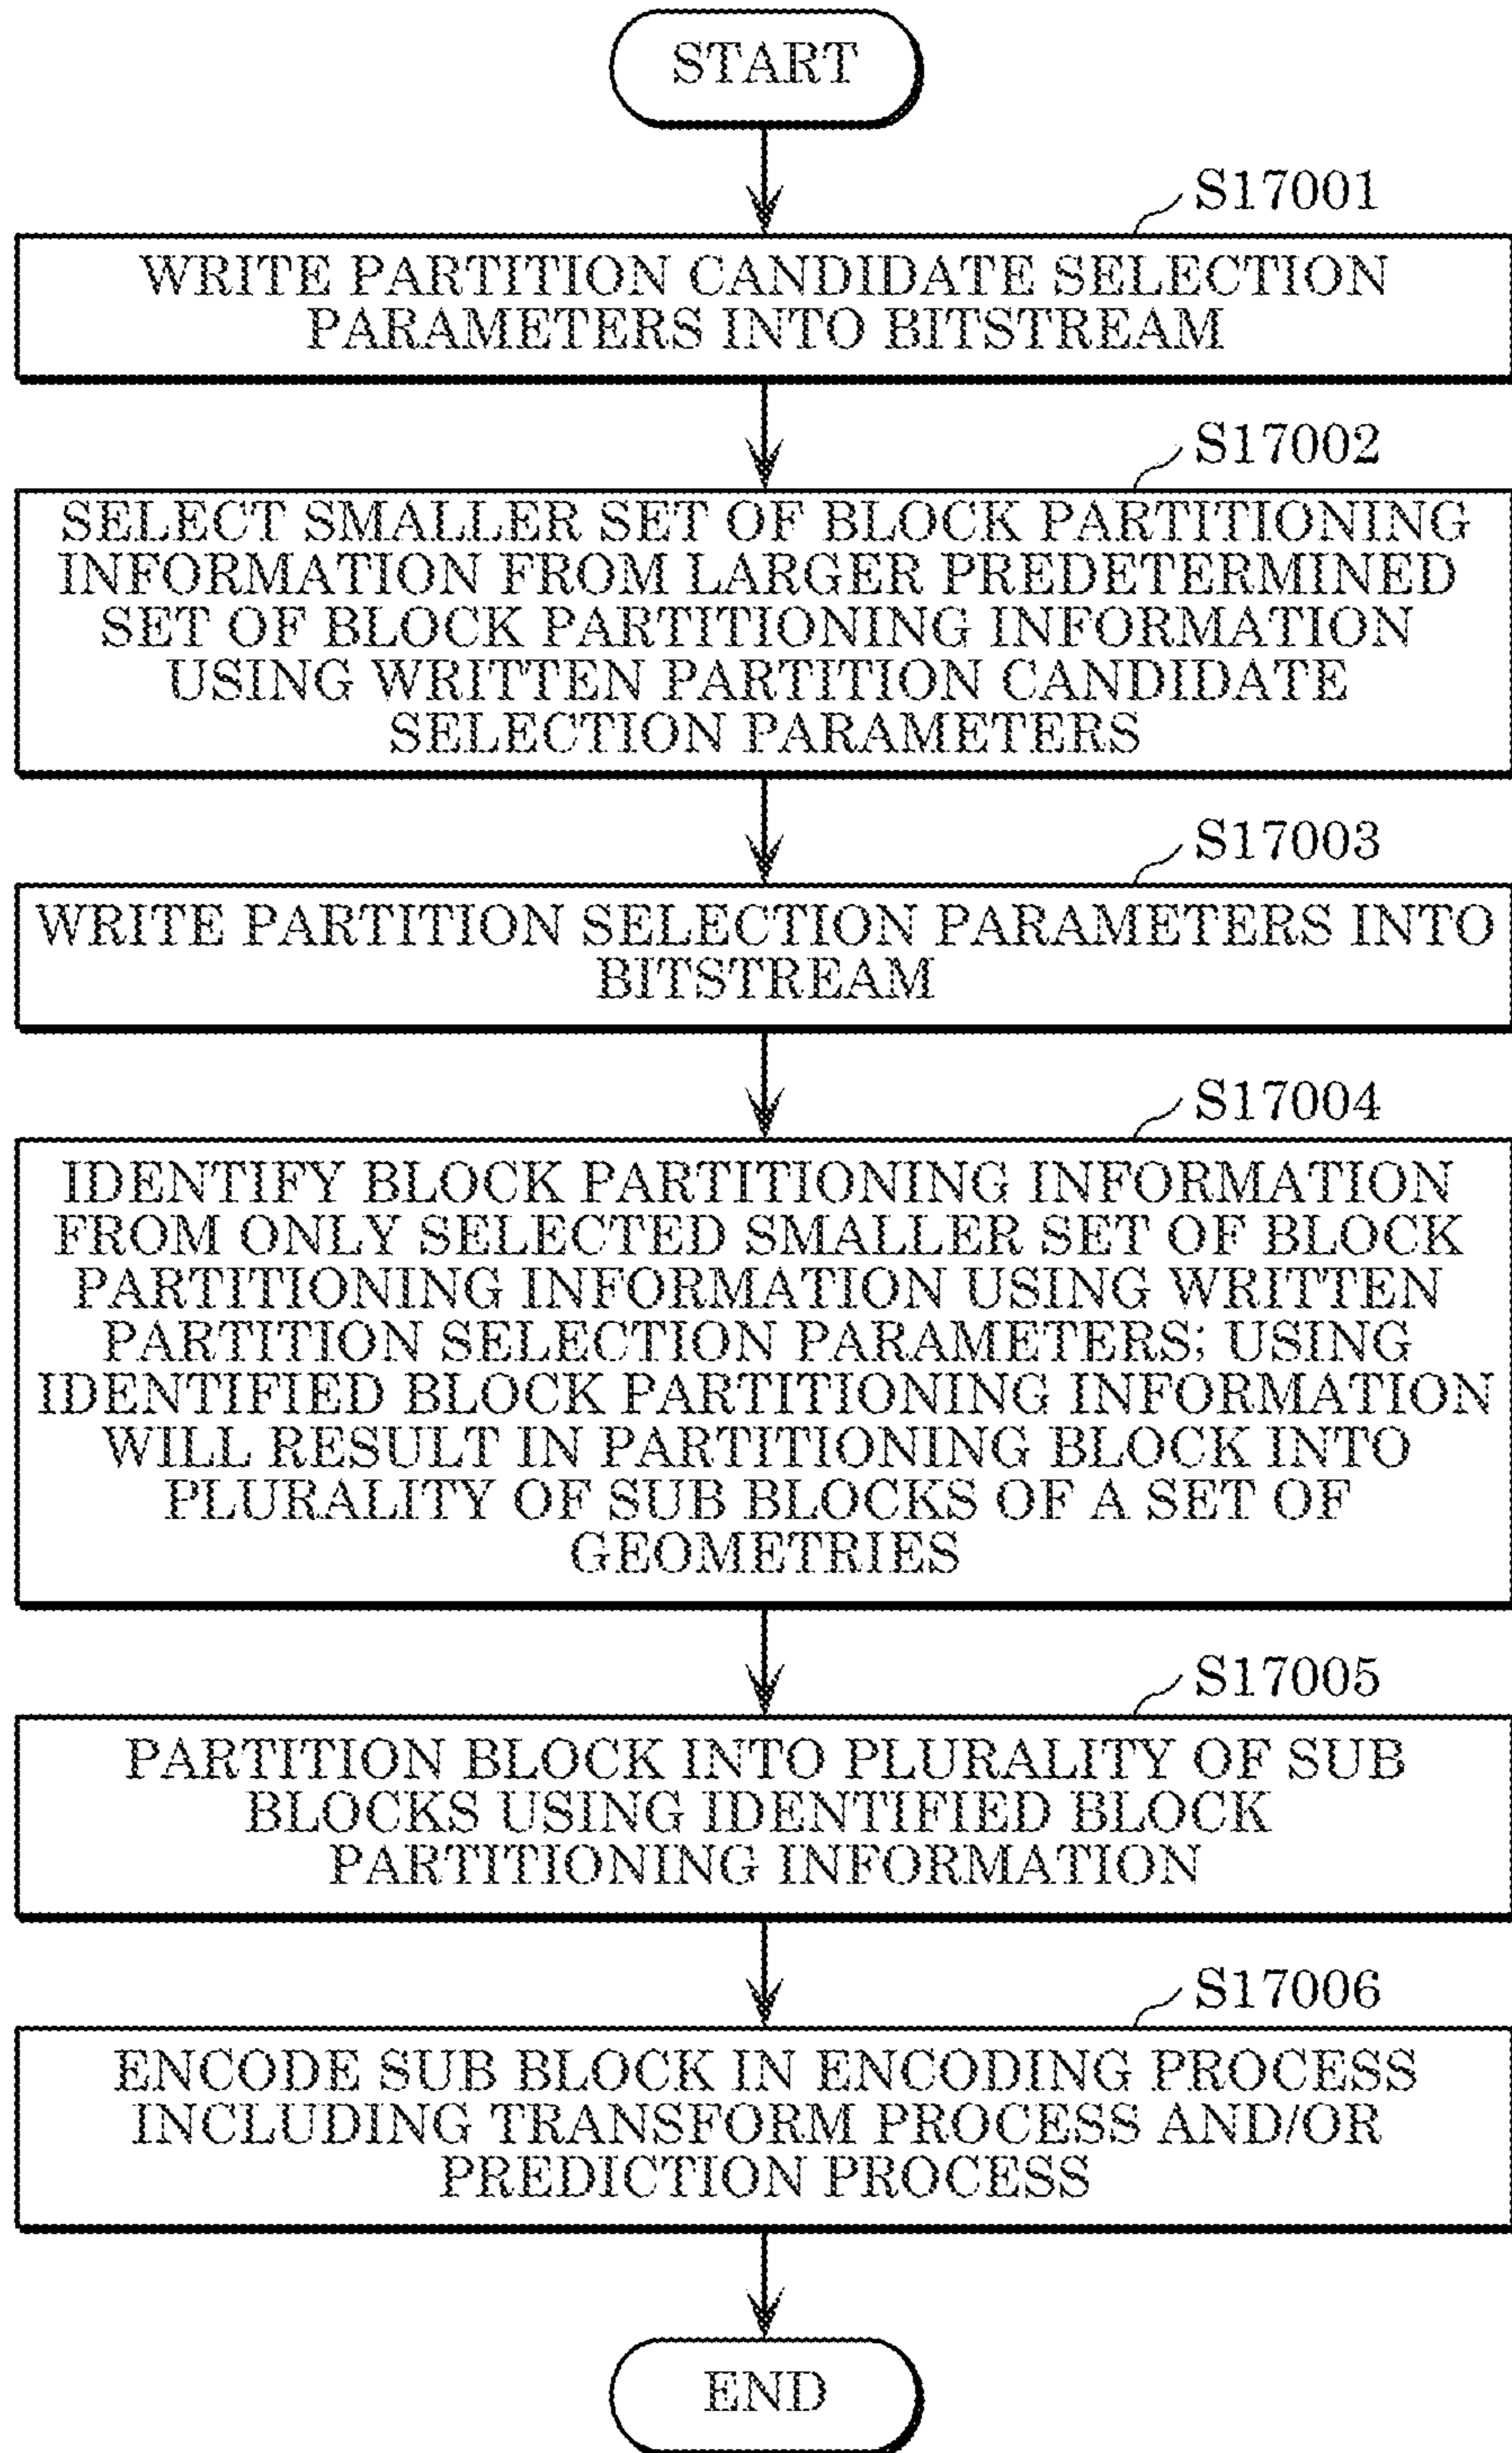 START
S17001
WRITE PARTITION CANDIDATE SELECTION
PARAMETERS INTO BITSTREAM
S17002
SELECT SMALLER SET OF BLOCK PARTITIONING
INFORMATION FROM LARGER PREDETERMINED
SET OF BLOCK PARTITIONING INFORMATION
USING WRITTEN PARTITION CANDIDATE
SELECTION PARAMETERS
S17003
WRITE PARTITION SELECTION PARAMETERS INTO
BITSTREAM
S17004
IDENTIFY BLOCK PARTITIONING INFORMATION
FROM ONLY SELECTED SMALLER SET OF BLOCK
PARTITIONING INFORMATION USING WRITTEN
PARTITION SELECTION PARAMETERS; USING
IDENTIFIED BLOCK PARTITIONING INFORMATION
WILL RESULT IN PARTITIONING BLOCK INTO
PLURALITY OF SUB BLOCKS OF A SET OF
GEOMETRIES
S17005
PARTITION BLOCK INTO PLURALITY OF SUB
BLOCKS USING IDENTIFIED BLOCK
PARTITIONING INFORMATION
S17006
ENCODE SUB BLOCK IN ENCODING PROCESS
INCLUDING TRANSFORM PROCESS AND/OR
PREDICTION PROCESS
END